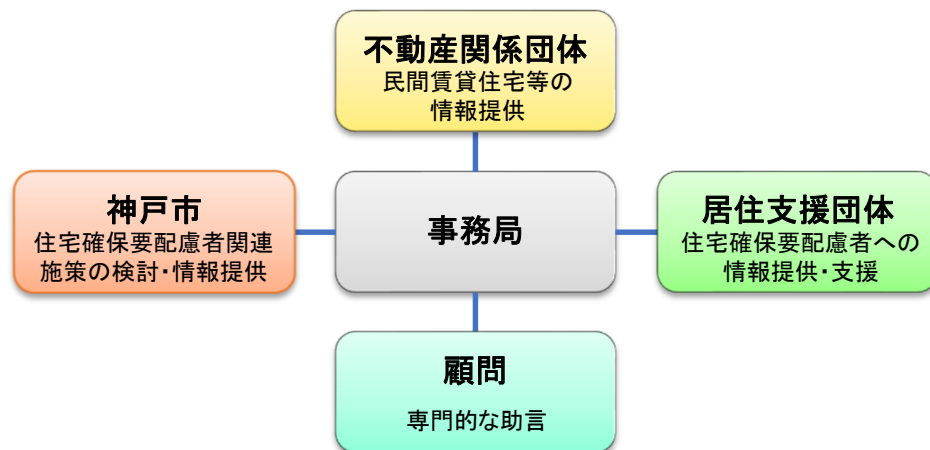 不動産関係団体
民間賃貸住宅等の
情報提供
神戸市
住宅確保要配慮者関連
施策の検討・情報提供
事務局
居住支援団体
住宅確保要配慮者への
情報提供・支援
顧問
専門的な助言